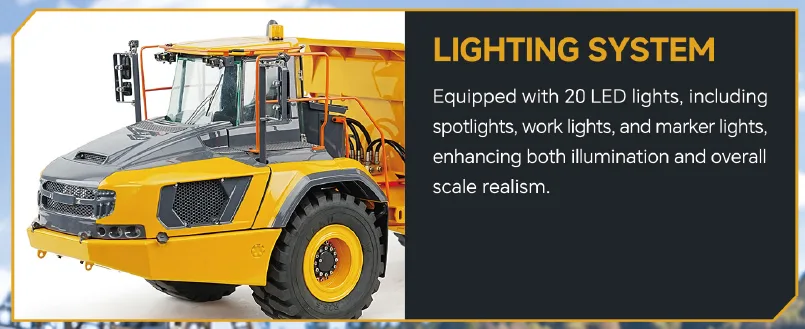 LIGHTING SYSTEM
Equipped with 20 LED lights, including
spotlights, work lights, and marker lights,
enhancing both illumination and overall
scale realism.